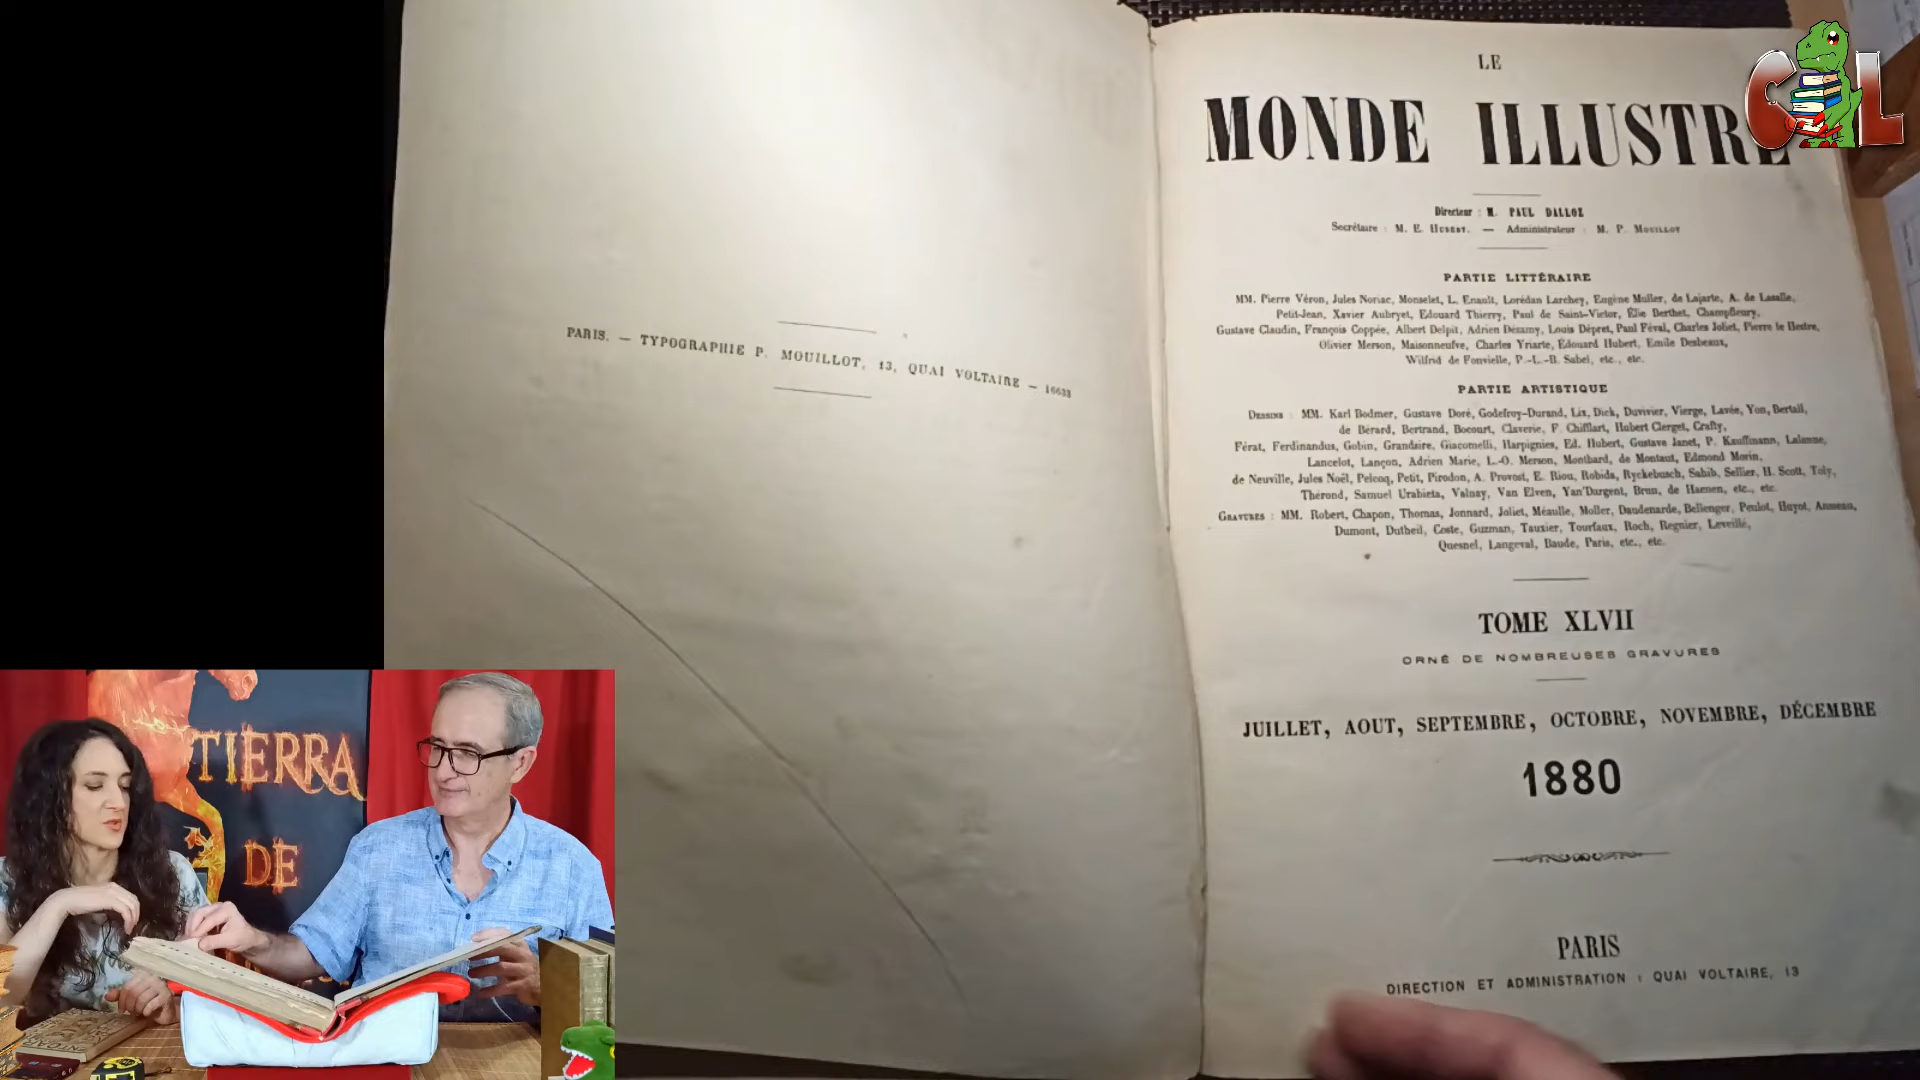 PARIS. — TYPOGRAPHIE P. MOUILLOT, 13, QUAI VOLTAIRE — 16633
LE
MONDE ILLUSTRÉ
Directeur : M. PAUL DALLOZ
Secrétaire : M. E. HUBERT. — Administrateur : M. P. MOUILLOT
PARTIE LITTÉRAIRE
MM. Pierre Véron, Jules Noriac, Monselet, L. Enault, Lorédan Larchey, Eugène Muller, de Lajarte, A. de Lasalle,
Petit-Jean, Xavier Aubryet, Edouard Thierry, Paul de Saint-Victor, Élie Berthet, Champfleury,
Gustave Claudin, François Coppée, Albert Delpit, Adrien Désamy, Louis Dépret, Paul Féval, Charles Joliet, Pierre le Hestre,
Olivier Merson, Maisonneufve, Charles Yriarte, Édouard Hubert, Emile Desbeaux,
Wilfrid de Fonvielle, P.-L.-B. Sabel, etc., etc.
PARTIE ARTISTIQUE
DESSINS : MM. Karl Bodmer, Gustave Doré, Godefroy-Durand, Lix, Dick, Duvivier, Vierge, Lavée, Yon, Bertall,
de Bérard, Bertrand, Bocourt, Claverie, F. Chifflart, Hubert Clerget, Crafty,
Férat, Ferdinandus, Gobin, Grandsire, Giacomelli, Harpignies, Ed. Hubert, Gustave Janet, P. Kauffmann, Lalanne,
Lancelot, Lançon, Adrien Marie, L.-O. Merson, Montbard, de Montaut, Edmond Morin,
de Neuville, Jules Noël, Pelcoq, Petit, Pirodon, A. Provost, E. Riou, Robida, Ryckebusch, Sahib, Sellier, H. Scott, Toly,
Thérond, Samuel Urabieta, Valnay, Van Elven, Yan'Dargent, Brun, de Haenen, etc., etc.
GRAVURES : MM. Robert, Chapon, Thomas, Jonnard, Joliet, Méaulle, Moller, Daudenarde, Bellenger, Peulot, Huyot, Anseau,
Dumont, Dutheil, Coste, Guzman, Tauxier, Tourfaux, Roch, Regnier, Leveillé,
Quesnel, Langeval, Baude, Paris, etc., etc.
TOME XLVII
ORNÉ DE NOMBREUSES GRAVURES
JUILLET, AOUT, SEPTEMBRE, OCTOBRE, NOVEMBRE, DÉCEMBRE
1880
PARIS
DIRECTION ET ADMINISTRATION : QUAI VOLTAIRE, 13
C L
TIERRA
DE